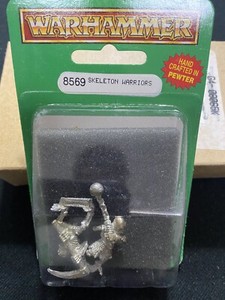 WARHAMMER
8569 SKELETON WARRIORS
HAND
CRAFTED IN
PEWTER